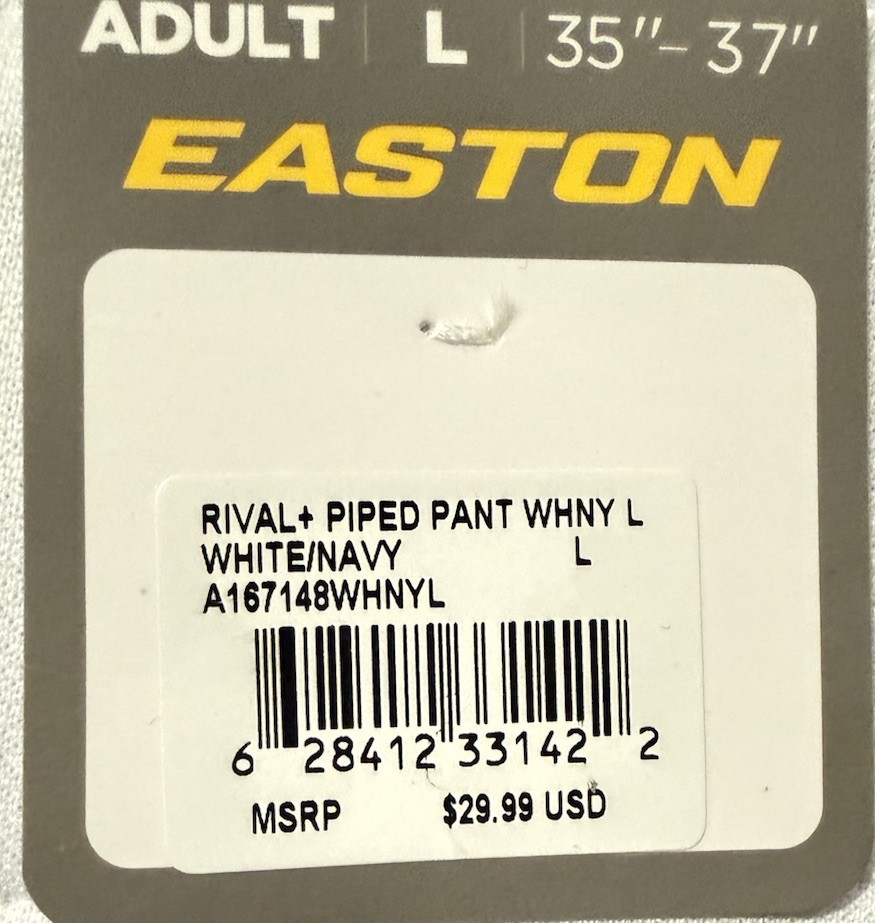 ADULT | L | 35"-37"
EASTON
RIVAL+ PIPED PANT WHNY L
WHITE/NAVY L
A167148WHNYL
6 28412 33142 2
MSRP $29.99 USD